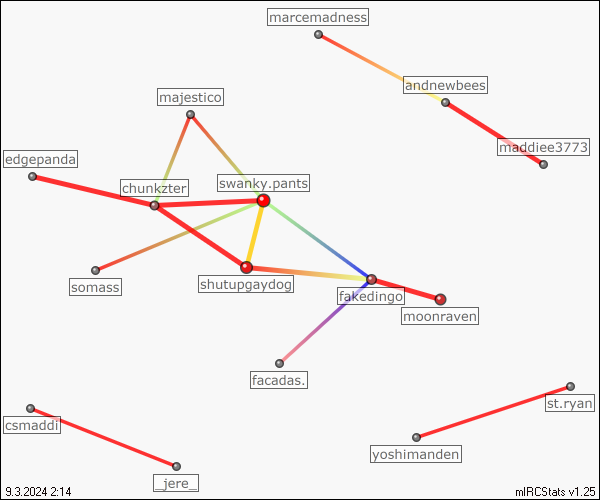 marcemadness
andnewbees
majestico
maddiee3773
edgepanda
chunkzter
swanky.pants
somass
shutupgaydog
fakedingo
moonraven
facadas.
st.ryan
csmaddi
yoshimanden
_jere_
9.3.2024 2:14
mIRCStats v1.25